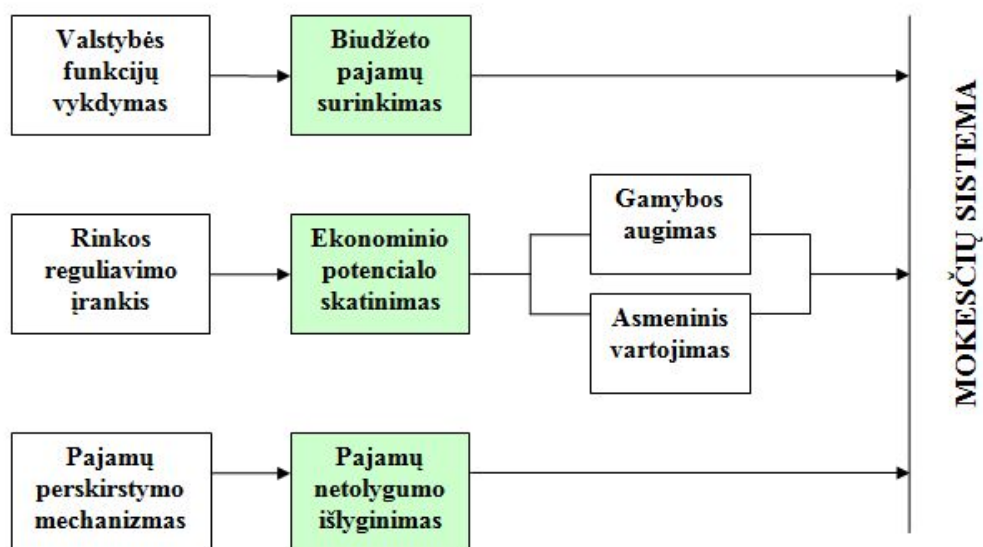 Valstybės
funkcijų
vykdymas
Biudžeto
pajamų
surinkimas
Rinkos
reguliavimo
įrankis
Ekonominio
potencialo
skatinimas
Gamybos
augimas
Asmeninis
vartojimas
Pajamų
perskirstymo
mechanizmas
Pajamų
netolygumo
išlyginimas
MOKESČIŲ SISTEMA